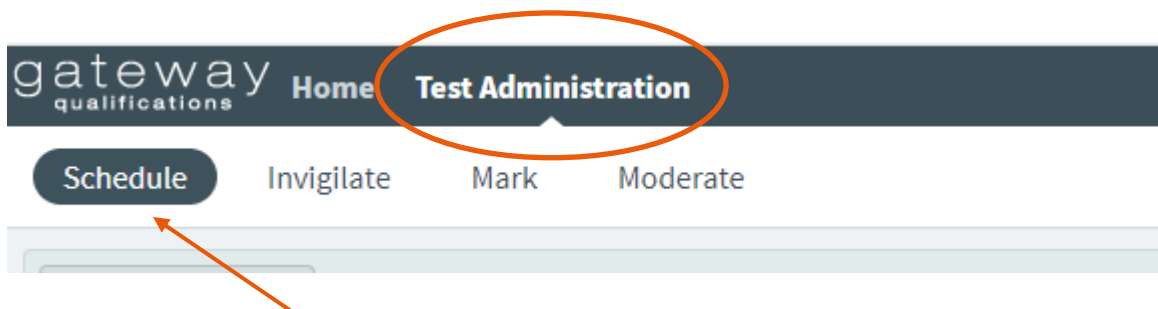 gateway
qualifications
Home Test Administration
Schedule Invigilate Mark Moderate